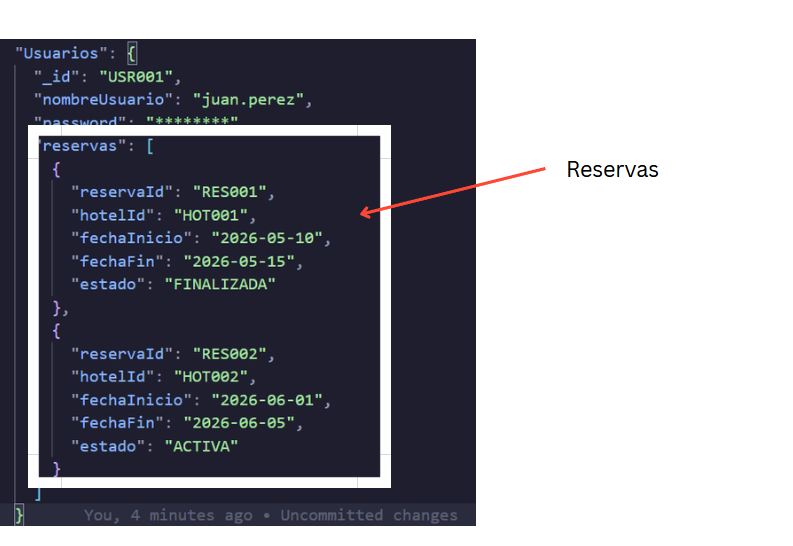 "Usuarios": {
"_id": "USR001",
"nombreUsuario": "juan.perez",
"password": "********"
"reservas": [
{
"reservaId": "RES001",
"hotelId": "HOT001",
"fechaInicio": "2026-05-10",
"fechaFin": "2026-05-15",
"estado": "FINALIZADA"
},
{
"reservaId": "RES002",
"hotelId": "HOT002",
"fechaInicio": "2026-06-01",
"fechaFin": "2026-06-05",
"estado": "ACTIVA"
}
]
} You, 4 minutes ago • Uncommitted changes
Reservas